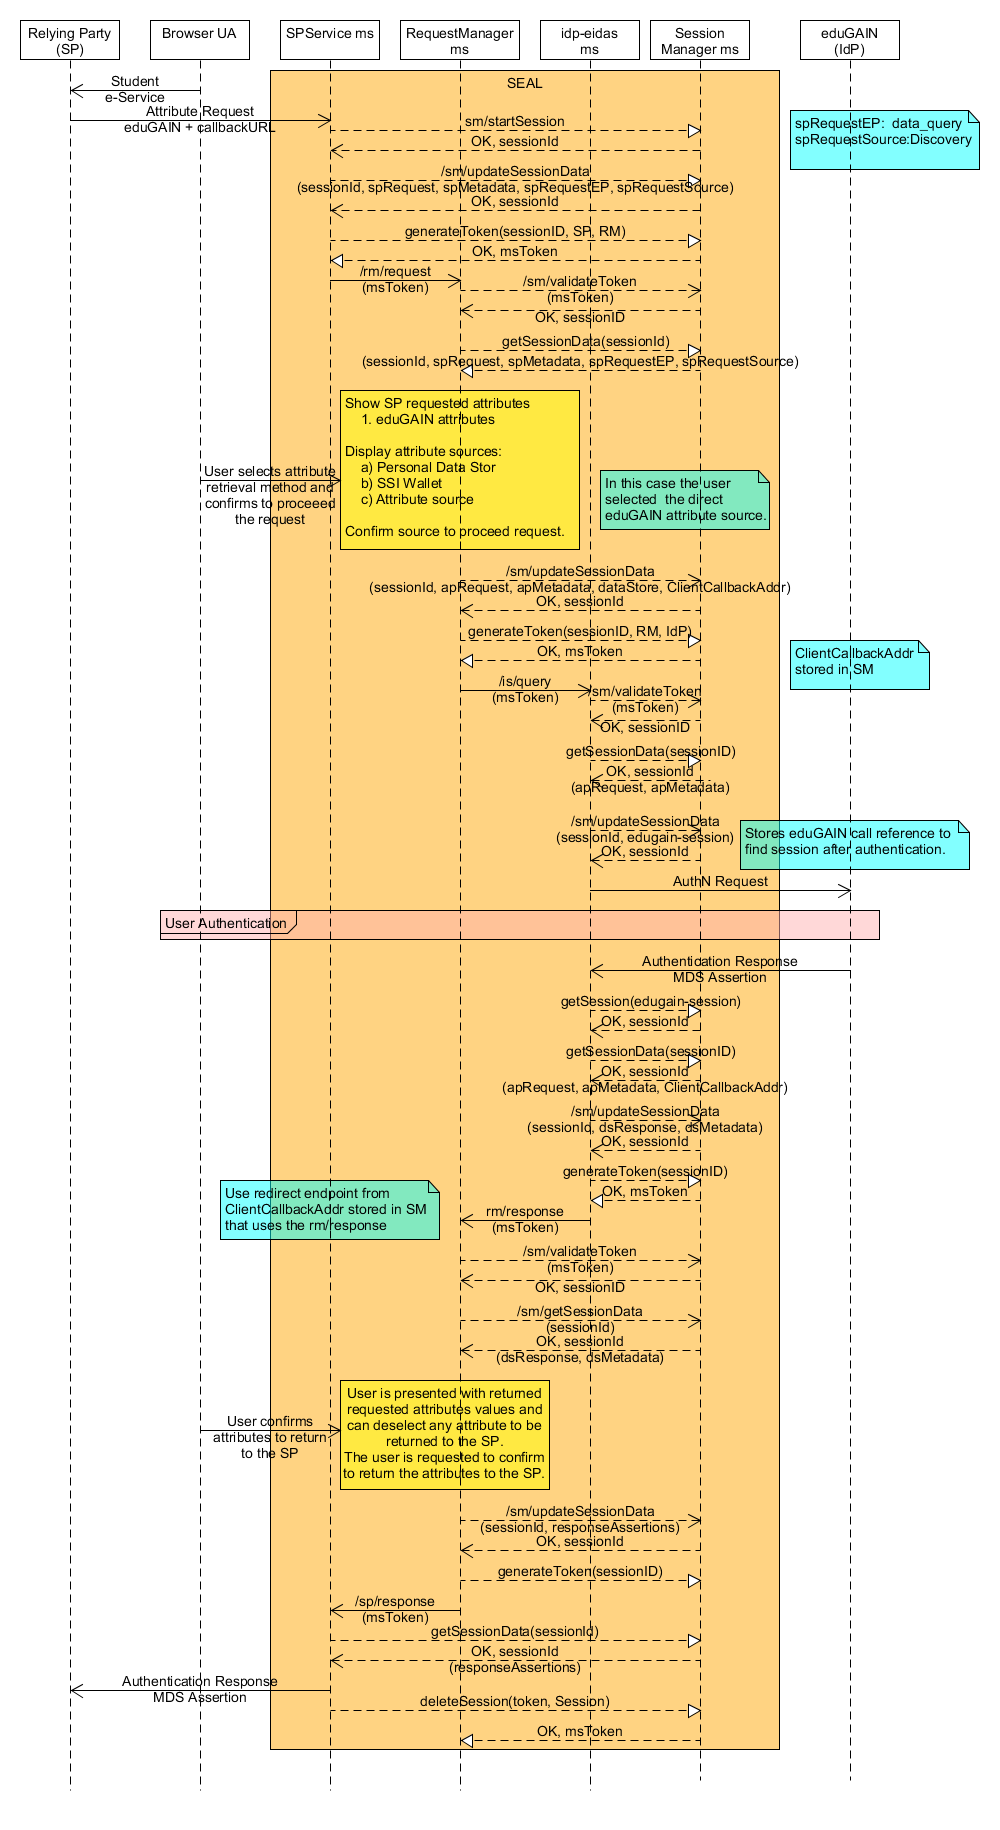 Relying Party
(SP)
Browser UA
SPService ms
RequestManager
ms
idp-eidas
ms
Session
Manager ms
eduGAIN
(IdP)
SEAL
Student
e-Service
Attribute Request
eduGAIN + callbackURL
spRequestEP:  data_query
spRequestSource:Discovery
sm/startSession
OK, sessionId
/sm/updateSessionData
(sessionId, spRequest, spMetadata, spRequestEP, spRequestSource)
OK, sessionId
generateToken(sessionID, SP, RM)
OK, msToken
/rm/request
(msToken)
/sm/validateToken
(msToken)
OK, sessionID
getSessionData(sessionId)
(sessionId, spRequest, spMetadata, spRequestEP, spRequestSource)
Show SP requested attributes
1. eduGAIN attributes
Display attribute sources:
a) Personal Data Stor
b) SSI Wallet
c) Attribute source
Confirm source to proceed request.
User selects attribute
retrieval method and
confirms to proceeed
the request
In this case the user
selected  the direct
eduGAIN attribute source.
/sm/updateSessionData
(sessionId, apRequest, apMetadata, dataStore, ClientCallbackAddr)
OK, sessionId
generateToken(sessionID, RM, IdP)
OK, msToken
ClientCallbackAddr
stored in SM
/is/query
(msToken)
sm/validateToken
(msToken)
OK, sessionID
getSessionData(sessionID)
OK, sessionId
(apRequest, apMetadata)
/sm/updateSessionData
(sessionId, edugain-session)
OK, sessionId
Stores eduGAIN call reference to
find session after authentication.
AuthN Request
User Authentication
Authentication Response
MDS Assertion
getSession(edugain-session)
OK, sessionId
getSessionData(sessionID)
OK, sessionId
(apRequest, apMetadata, ClientCallbackAddr)
/sm/updateSessionData
(sessionId, dsResponse, dsMetadata)
OK, sessionId
generateToken(sessionID)
OK, msToken
Use redirect endpoint from
ClientCallbackAddr stored in SM
that uses the rm/response
rm/response
(msToken)
/sm/validateToken
(msToken)
OK, sessionID
/sm/getSessionData
(sessionId)
OK, sessionId
(dsResponse, dsMetadata)
User is presented with returned
requested attributes values and
can deselect any attribute to be
returned to the SP.
The user is requested to confirm
to return the attributes to the SP.
User confirms
attributes to return
to the SP
/sm/updateSessionData
(sessionId, responseAssertions)
OK, sessionId
generateToken(sessionID)
/sp/response
(msToken)
getSessionData(sessionId)
OK, sessionId
(responseAssertions)
Authentication Response
MDS Assertion
deleteSession(token, Session)
OK, msToken